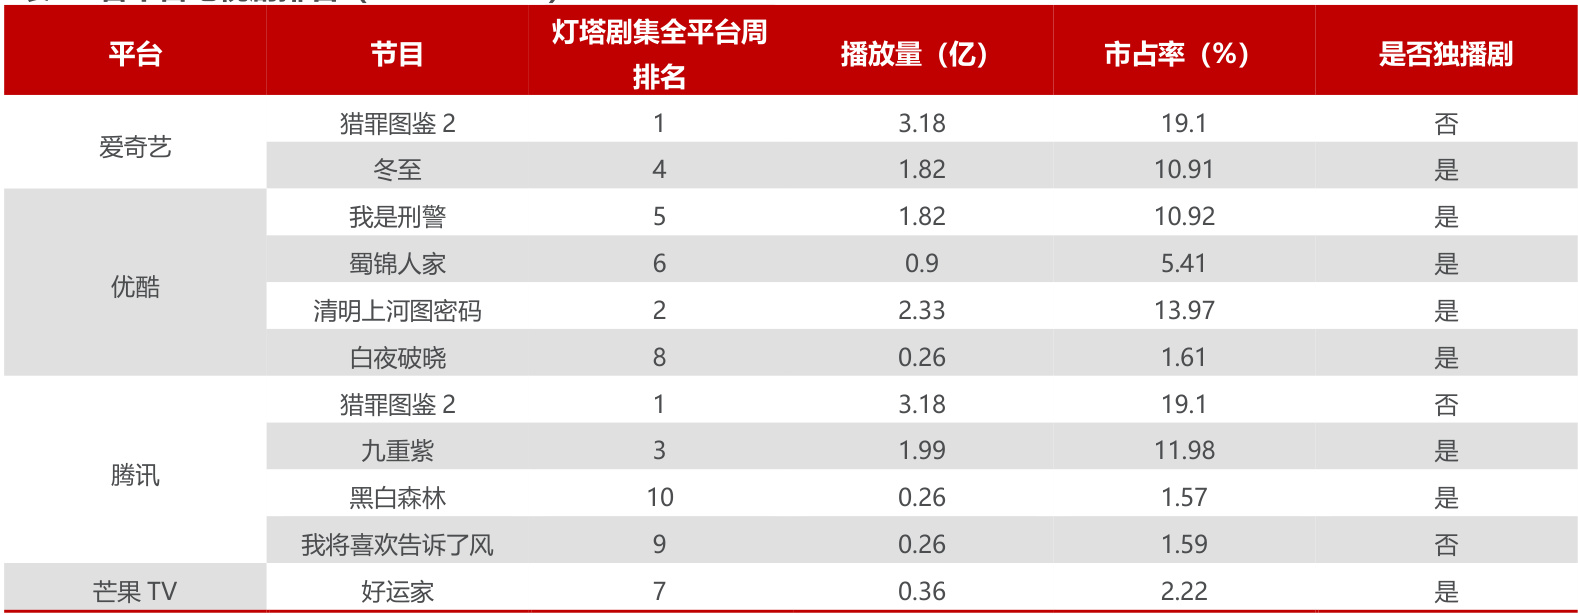 平台 节目 灯塔剧集全平台周排名 播放量（亿） 市占率（%） 是否独播剧
爱奇艺 猎罪图鉴 2 1 3.18 19.1 否
冬至 4 1.82 10.91 是
优酷 我是刑警 5 1.82 10.92 是
蜀锦人家 6 0.9 5.41 是
清明上河图密码 2 2.33 13.97 是
白夜破晓 8 0.26 1.61 是
腾讯 猎罪图鉴 2 1 3.18 19.1 否
九重紫 3 1.99 11.98 是
黑白森林 10 0.26 1.57 是
我将喜欢告诉了风 9 0.26 1.59 否
芒果 TV 好运家 7 0.36 2.22 是